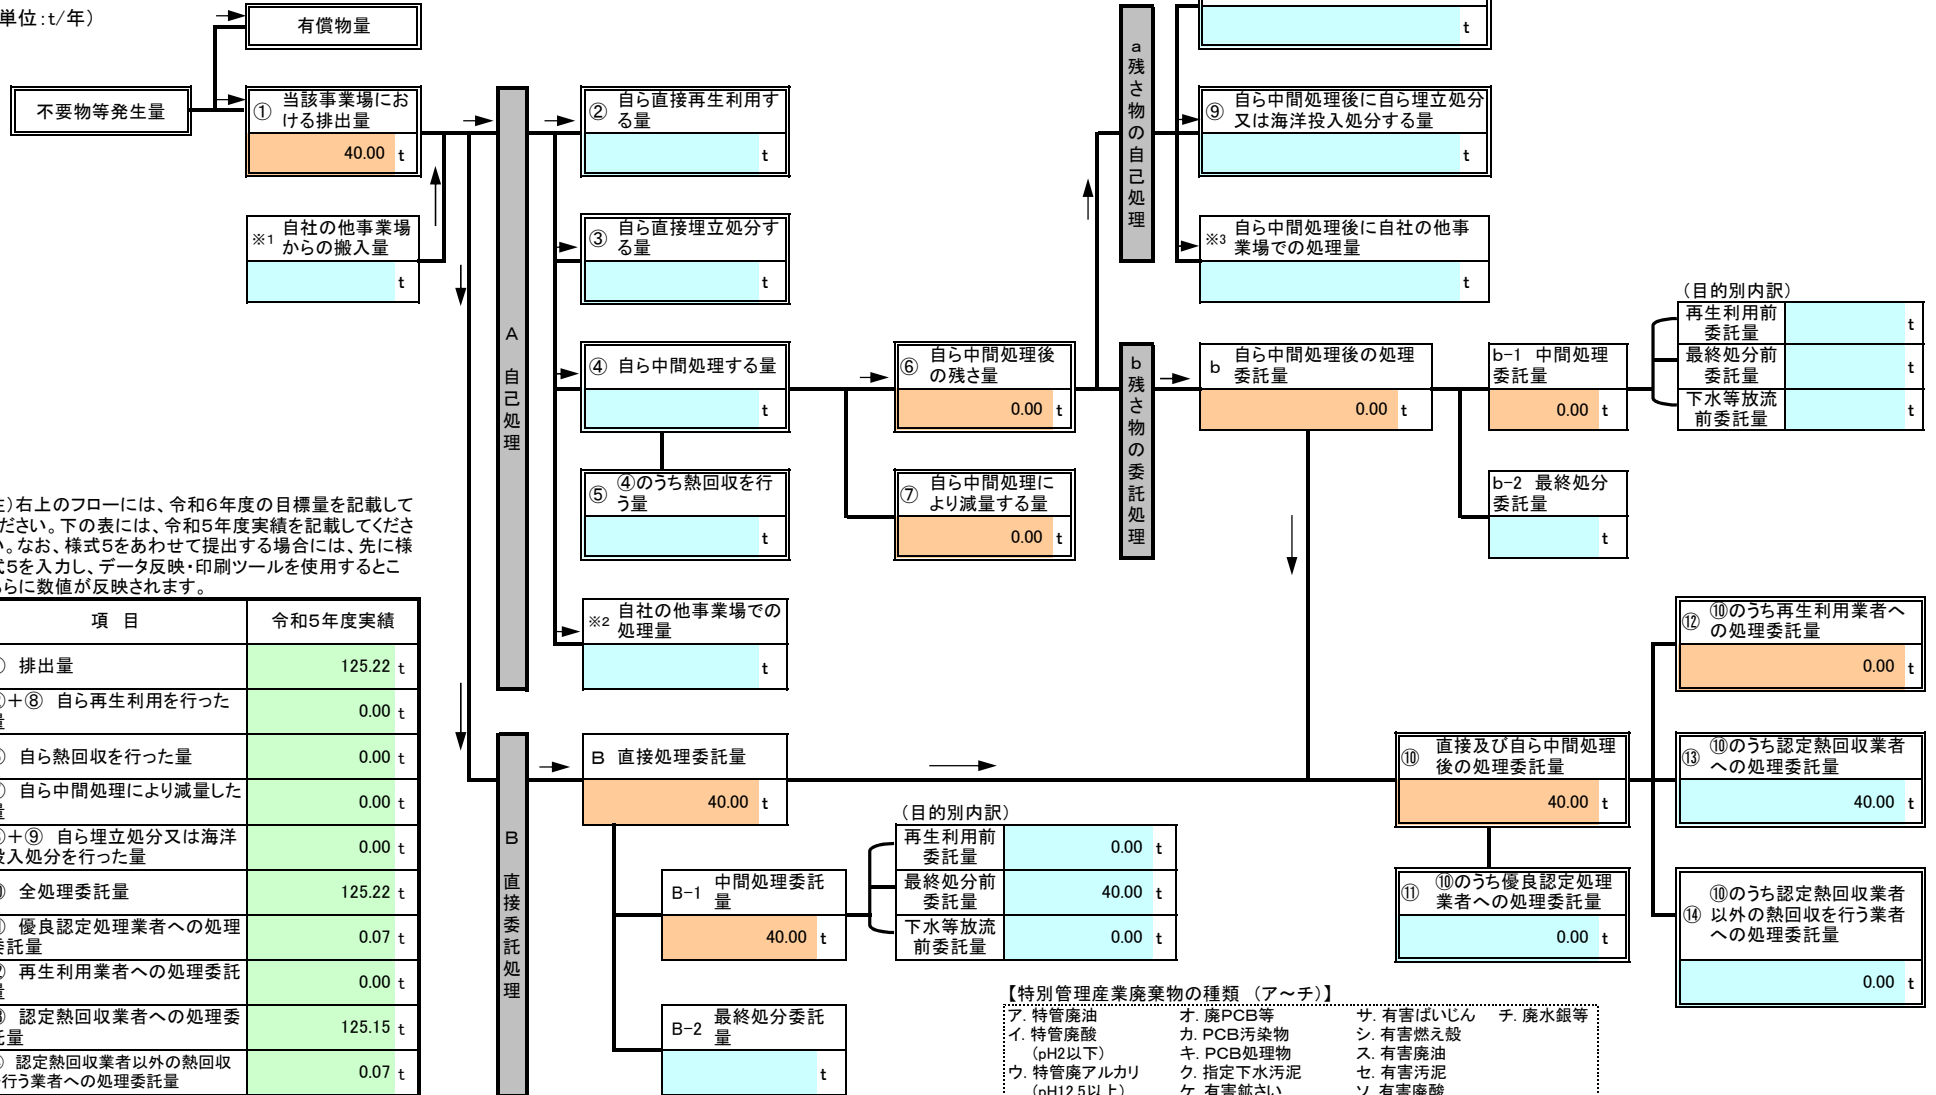 単位:t/年)
有償物量
不要物等発生量
① 当該事業場にお
ける排出量
40.00 t
※1 自社の他事業場
からの搬入量
t
A 自己処理
② 自ら直接再生利用す
る量
t
③ 自ら直接埋立処分す
る量
t
④ 自ら中間処理する量
t
⑤ ④のうち熱回収を行
う量
t
※2 自社の他事業場での
処理量
t
⑥ 自ら中間処理後
の残さ量
0.00 t
⑦ 自ら中間処理に
より減量する量
0.00 t
a 残さ物の自己処理
t
⑨ 自ら中間処理後に自ら埋立処分
又は海洋投入処分する量
t
※3 自ら中間処理後に自社の他事
業場での処理量
t
b 残さ物の委託処理
b 自ら中間処理後の処理
委託量
0.00 t
b-1 中間処理
委託量
0.00 t
b-2 最終処分
委託量
t
(目的別内訳)
再生利用前
委託量
t
最終処分前
委託量
t
下水等放流
前委託量
t
)右上のフローには、令和6年度の目標量を記載して
ださい。下の表には、令和5年度実績を記載してくださ
。なお、様式5をあわせて提出する場合には、先に様
5を入力し、データ反映・印刷ツールを使用するとこ
らに数値が反映されます。
項 目 令和5年度実績
排出量 125.22 t
+⑧ 自ら再生利用を行った
0.00 t
自ら熱回収を行った量 0.00 t
自ら中間処理により減量した
0.00 t
+⑨ 自ら埋立処分又は海洋
入処分を行った量 0.00 t
全処理委託量 125.22 t
優良認定処理業者への処理
託量 0.07 t
再生利用業者への処理委託
0.00 t
認定熱回収業者への処理委
量 125.15 t
認定熱回収業者以外の熱回収
行う業者への処理委託量 0.07 t
B 直接委託処理
B 直接処理委託量
40.00 t
B-1 中間処理委託
量
40.00 t
B-2 最終処分委託
量
t
(目的別内訳)
再生利用前
委託量
0.00 t
最終処分前
委託量
40.00 t
下水等放流
前委託量
0.00 t
⑩ 直接及び自ら中間処理
後の処理委託量
40.00 t
⑪ ⑩のうち優良認定処理
業者への処理委託量
0.00 t
⑫ ⑩のうち再生利用業者へ
の処理委託量
0.00 t
⑬ ⑩のうち認定熱回収業者
への処理委託量
40.00 t
⑭ ⑩のうち認定熱回収業者
以外の熱回収を行う業者
への処理委託量
0.00 t
【特別管理産業廃棄物の種類 (ア~チ)】
ア. 特管廃油 オ. 廃PCB等 サ. 有害ばいじん チ. 廃水銀等
イ. 特管廃酸 カ. PCB汚染物 シ. 有害燃え殻
(pH2以下) キ. PCB処理物 ス. 有害廃油
ウ. 特管廃アルカリ ク. 指定下水汚泥 セ. 有害汚泥
(pH12.5以上) ケ. 有害鉱さい ソ. 有害廃酸